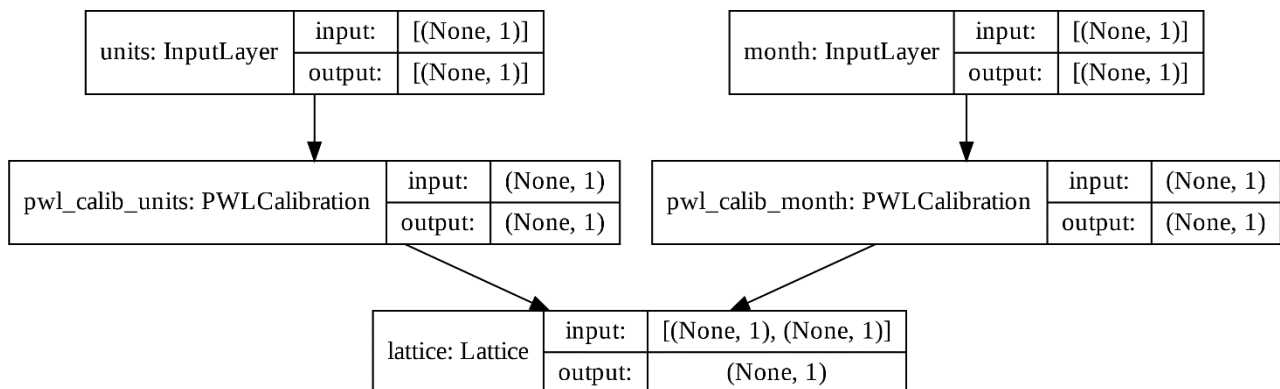 units: InputLayer
input: [(None, 1)]
output: [(None, 1)]
month: InputLayer
input: [(None, 1)]
output: [(None, 1)]
pwl_calib_units: PWLCalibration
input: (None, 1)
output: (None, 1)
pwl_calib_month: PWLCalibration
input: (None, 1)
output: (None, 1)
lattice: Lattice
input: [(None, 1), (None, 1)]
output: (None, 1)